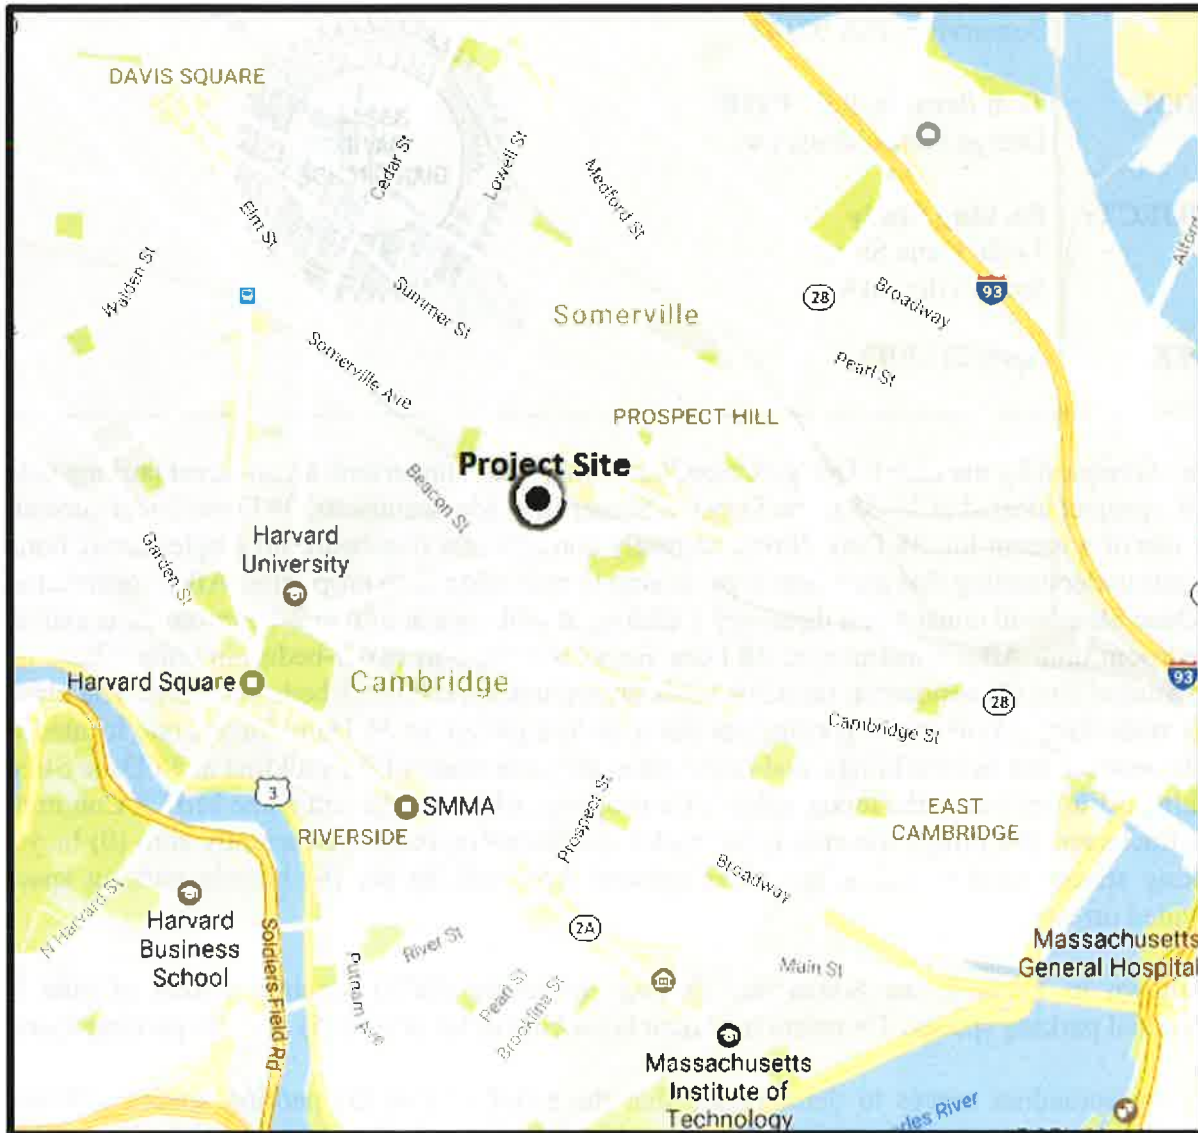 DAVIS SQUARE
Cedar St
Lowell St
Medford St
Elm St
Walden St
Summer St
Somerville Ave
Somerville
28
Broadway
93
Pearl St
PROSPECT HILL
Project Site
Beacon St
Garden St
Harvard
University
Harvard Square
Cambridge
93
28
Cambridge St
3
SMMA
RIVERSIDE
Prospect St
EAST
CAMBRIDGE
Broadway
N Harvard St
Harvard
Business
School
Soldiers Field Rd
Putnam Ave
River St
2A
Pearl St
Brookline St
Main St
Massachusetts
General Hospital
Massachusetts
Institute of
Technology
River